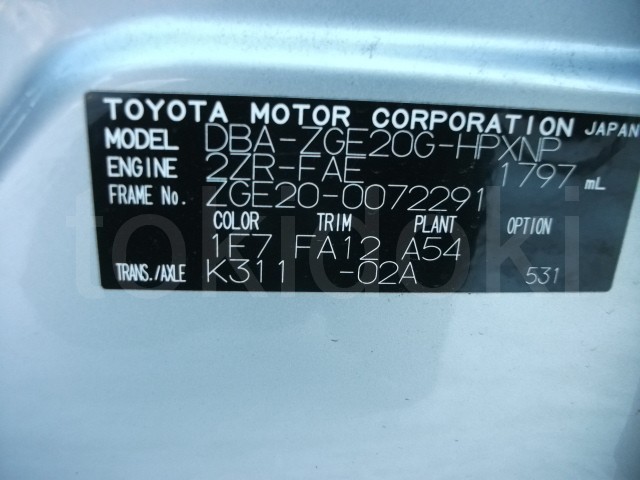 TOYOTA MOTOR CORPORATION JAPAN
MODEL DBA-ZGE20G-HPXNP
ENGINE 2ZR-FAE 1797 mL
FRAME No. ZGE20-0072291
COLOR TRIM PLANT OPTION
1E7 FA12 A54
TRANS./AXLE K311 -02A 531
tokidoki